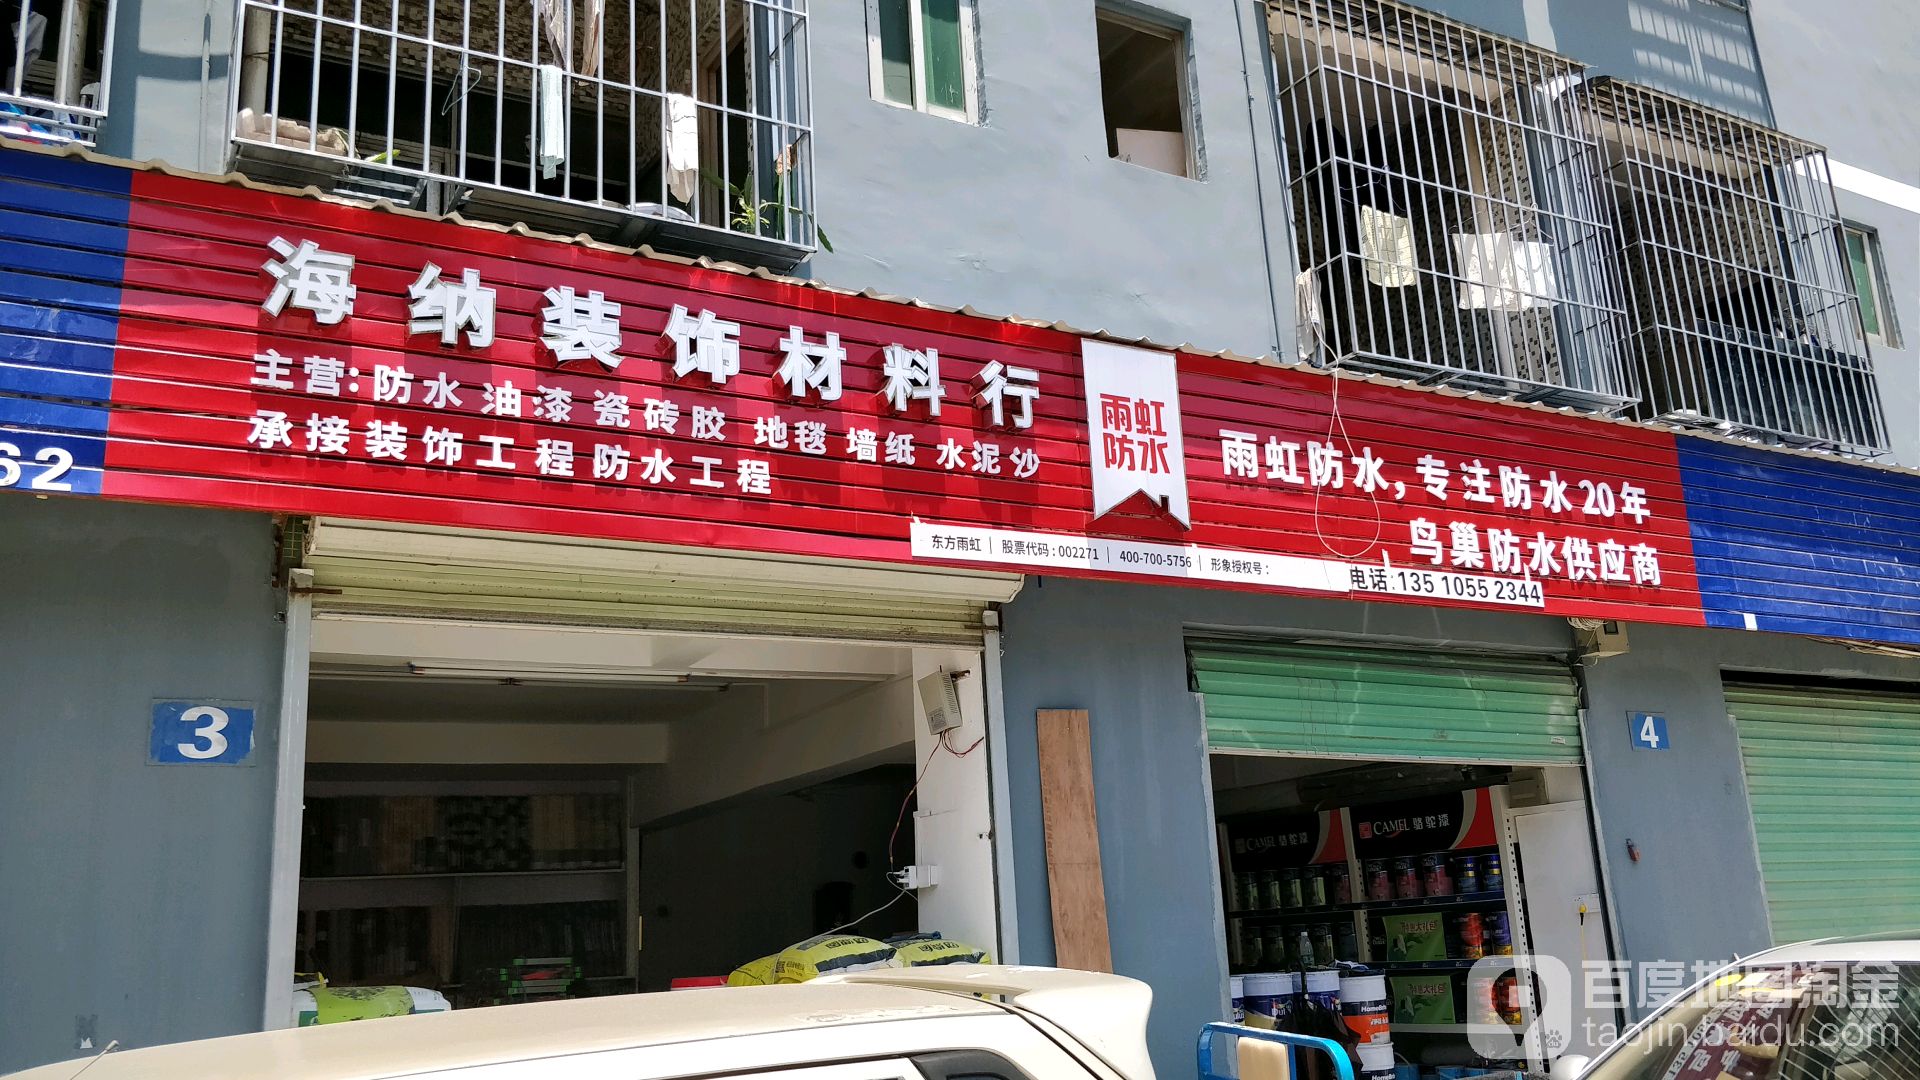 海纳装饰材料行
主营:防水 油漆 瓷砖胶 地毯 墙纸 水泥沙
承接装饰工程 防水工程
雨虹
防水
雨虹防水,专注防水20年
鸟巢防水供应商
东方雨虹 | 股票代码:002271 | 400-700-5756 | 形象授权号:
电话:135 1055 2344
62
3
4
CAMEL 骆驼漆
CAMEL 骆驼漆
百度地图淘金
taojin.baidu.com